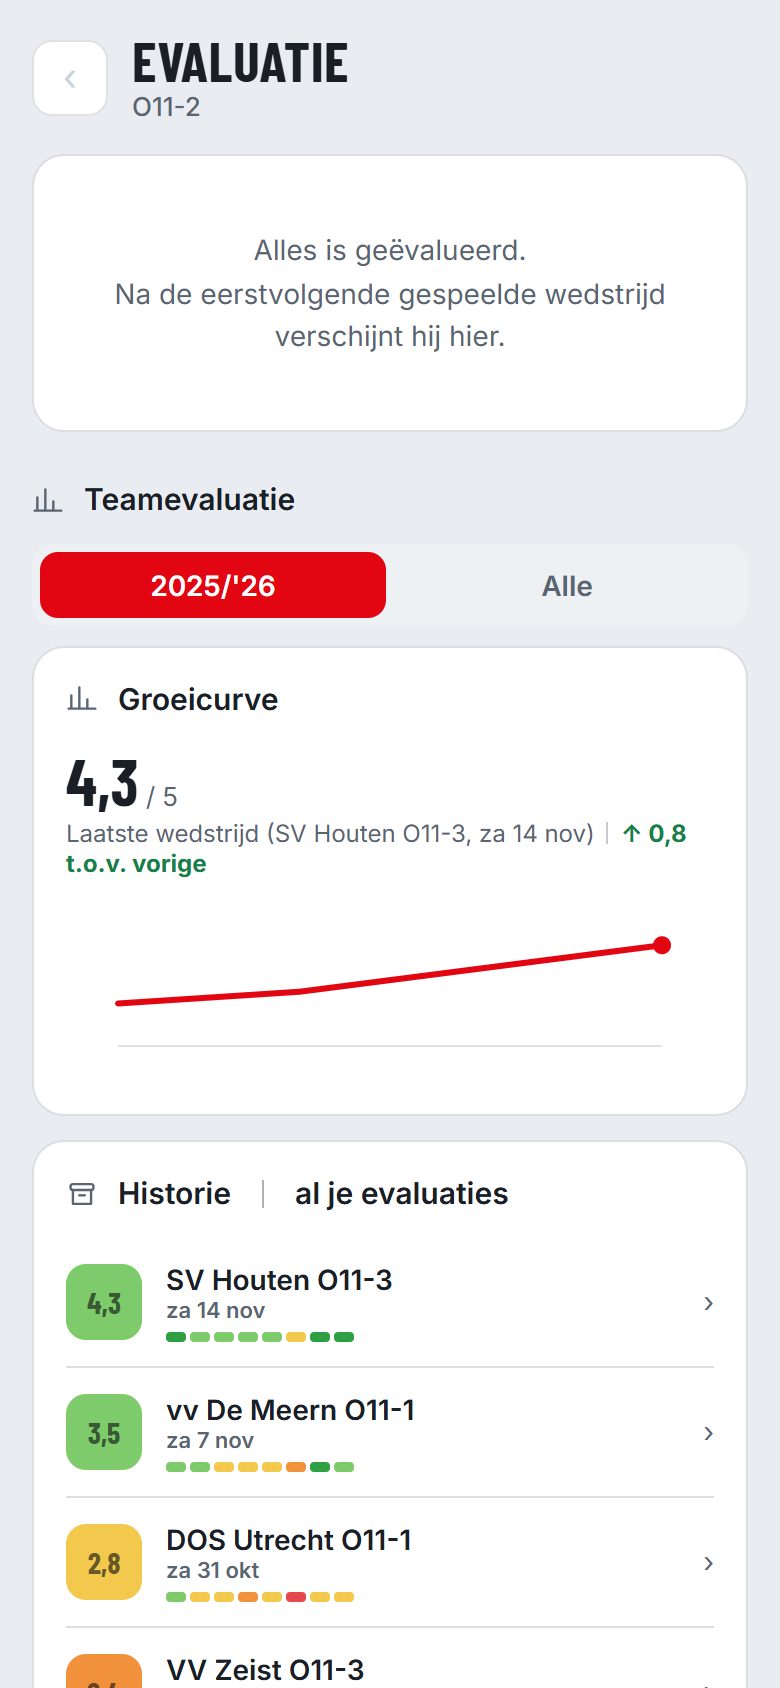 EVALUATIE
O11-2
Alles is geëvalueerd.
Na de eerstvolgende gespeelde wedstrijd
verschijnt hij hier.
Teamevaluatie
2025/'26
Alle
Groeicurve
4,3 / 5
Laatste wedstrijd (SV Houten O11-3, za 14 nov) | ↑ 0,8
t.o.v. vorige
Historie | al je evaluaties
4,3
SV Houten O11-3
za 14 nov
3,5
vv De Meern O11-1
za 7 nov
2,8
DOS Utrecht O11-1
za 31 okt
VV Zeist O11-3